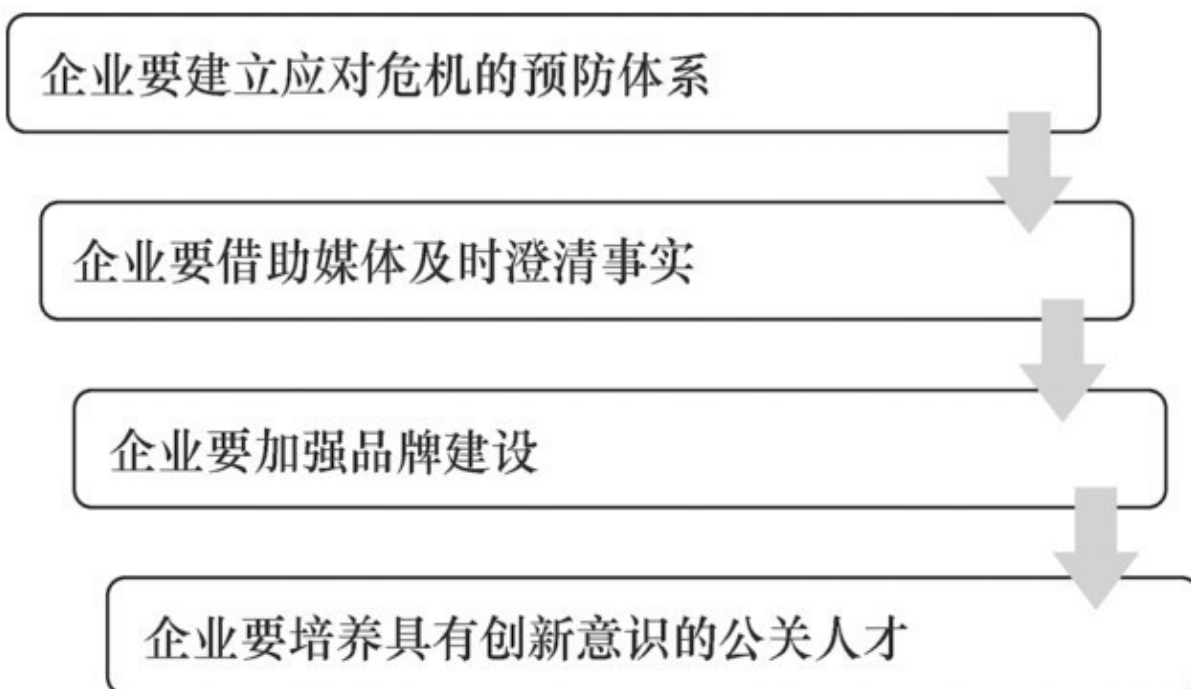 企业要建立应对危机的预防体系
企业要借助媒体及时澄清事实
企业要加强品牌建设
企业要培养具有创新意识的公关人才